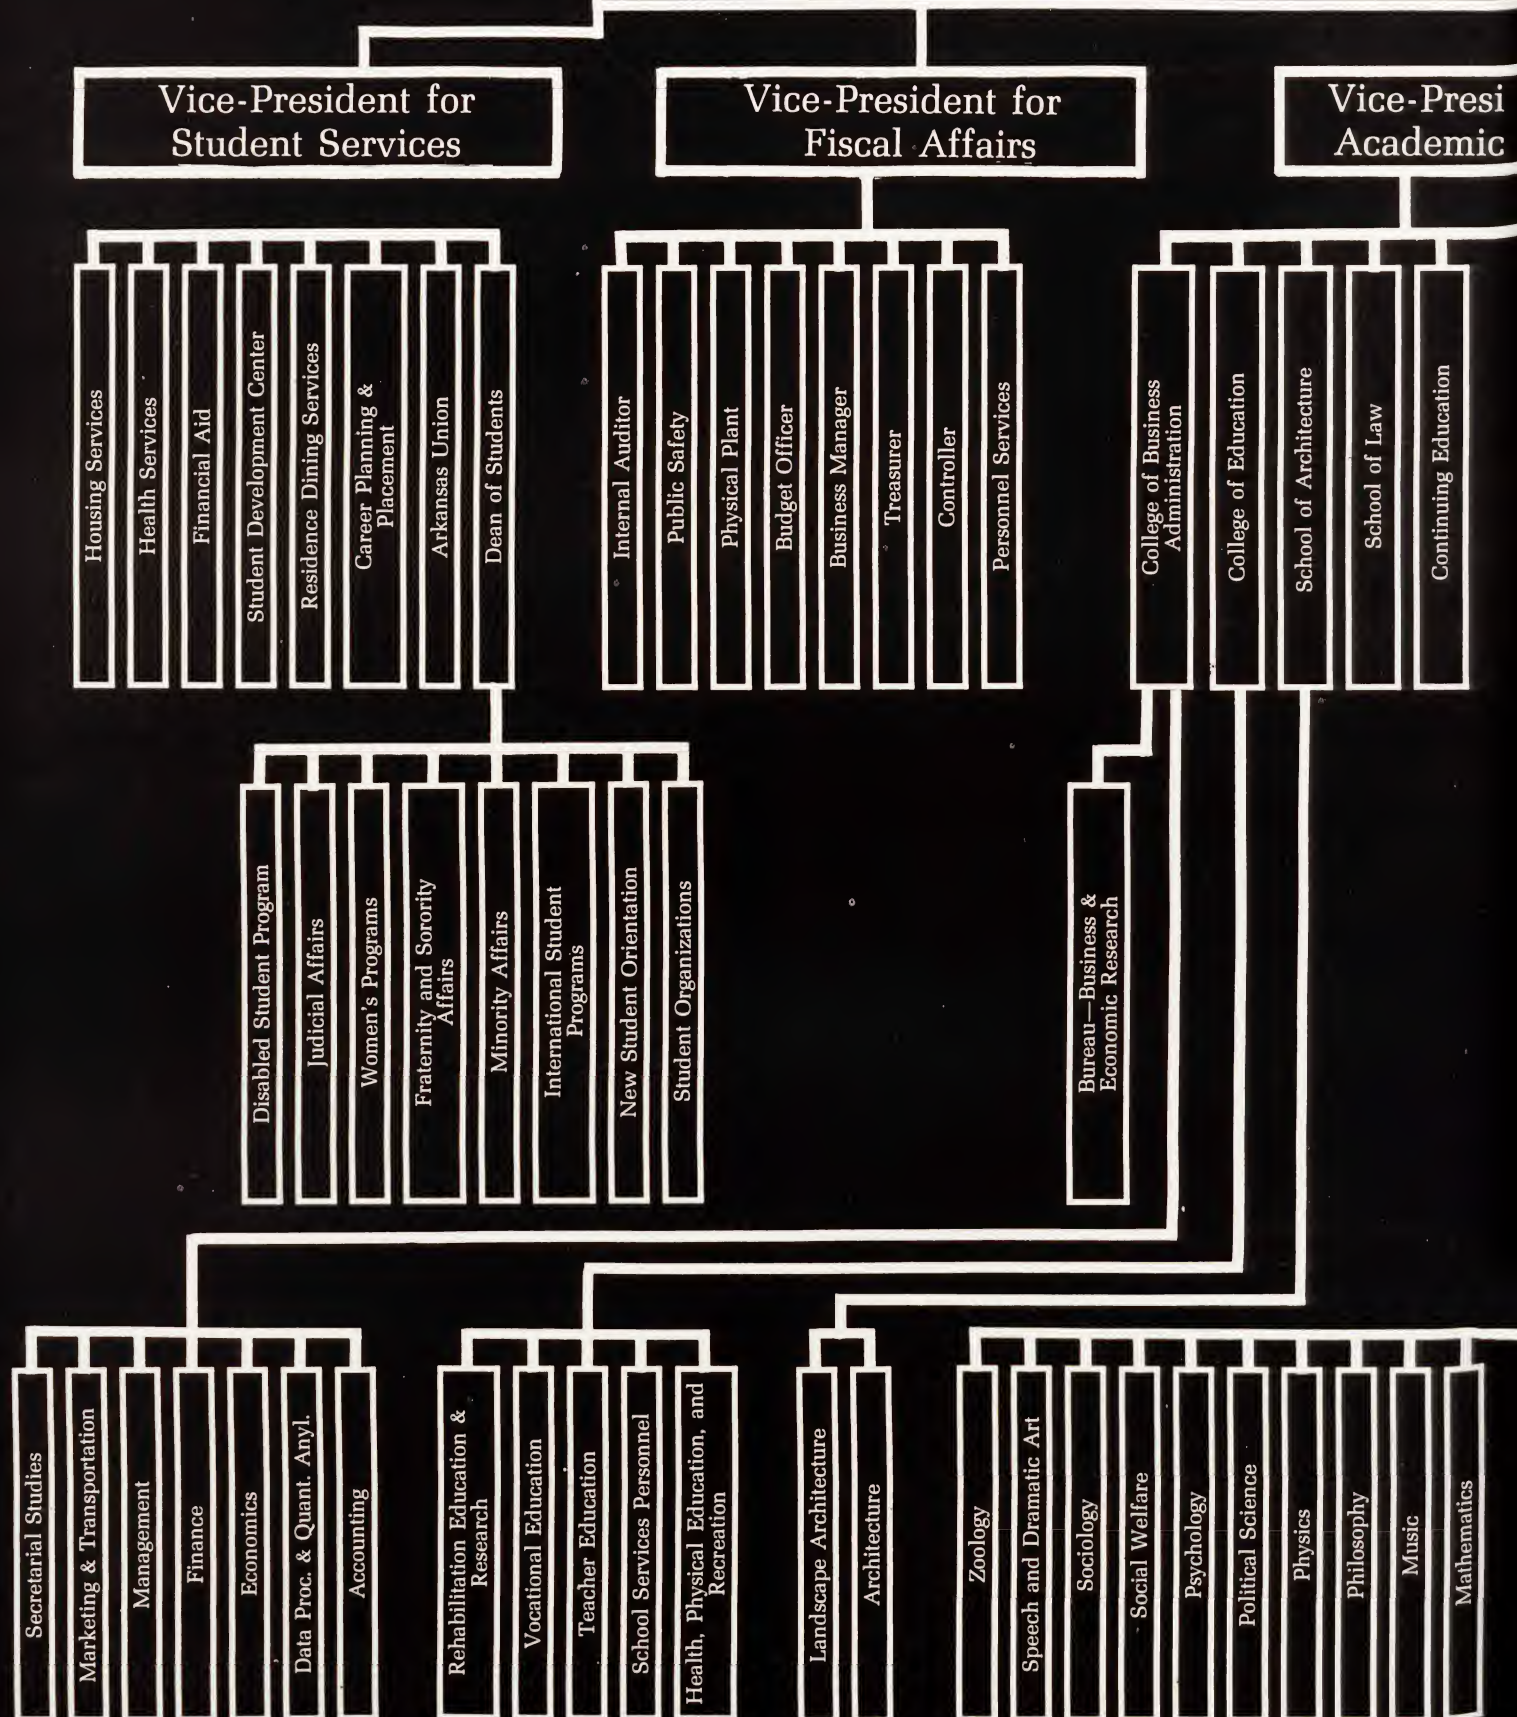 Vice-President for
Student Services
Vice-President for
Fiscal Affairs
Vice-Presi
Academic
Housing Services
Health Services
Financial Aid
Student Development Center
Residence Dining Services
Career Planning &
Placement
Arkansas Union
Dean of Students
Internal Auditor
Public Safety
Physical Plant
Budget Officer
Business Manager
Treasurer
Controller
Personnel Services
College of Business
Administration
College of Education
School of Architecture
School of Law
Continuing Education
Disabled Student Program
Judicial Affairs
Women's Programs
Fraternity and Sorority
Affairs
Minority Affairs
International Student
Programs
New Student Orientation
Student Organizations
Bureau—Business &
Economic Research
Secretarial Studies
Marketing & Transportation
Management
Finance
Economics
Data Proc. & Quant. Anyl.
Accounting
Rehabilitation Education &
Research
Vocational Education
Teacher Education
School Services Personnel
Health, Physical Education, and
Recreation
Landscape Architecture
Architecture
Zoology
Speech and Dramatic Art
Sociology
Social Welfare
Psychology
Political Science
Physics
Philosophy
Music
Mathematics